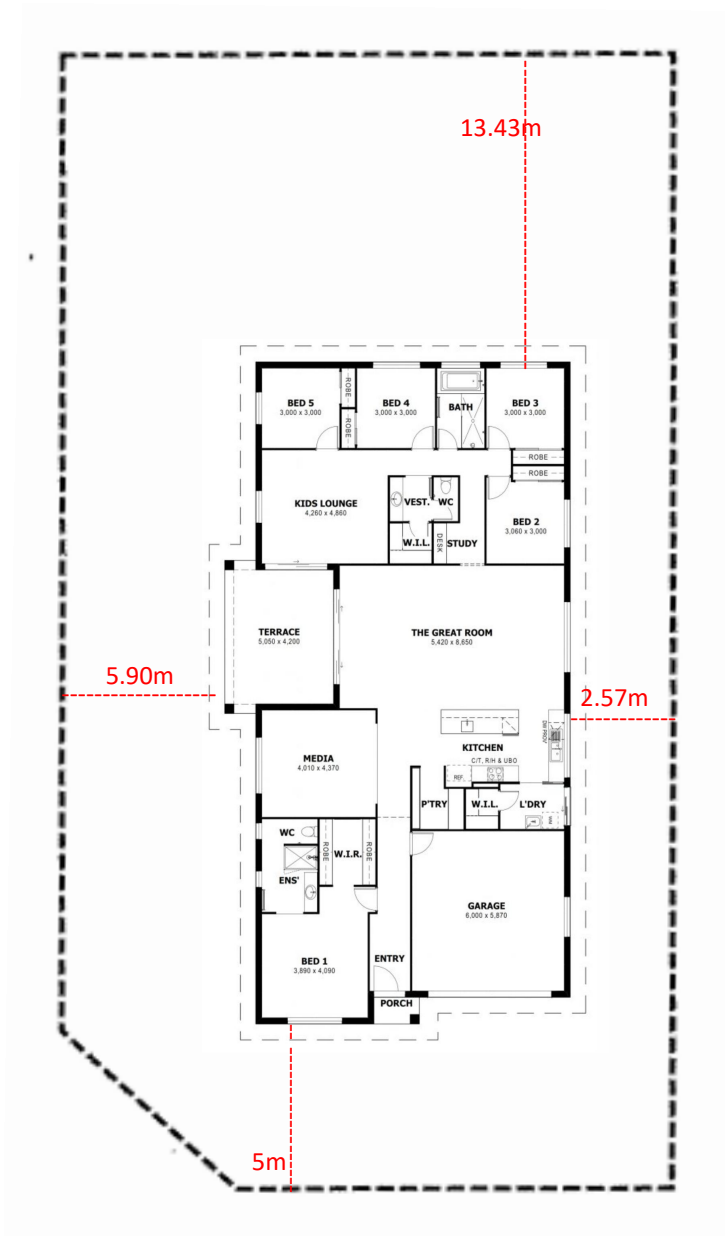 13.43m
BED 5
3,000 x 3,000
ROBE
ROBE
BED 4
3,000 x 3,000
BATH
BED 3
3,000 x 3,000
ROBE
ROBE
KIDS LOUNGE
4,260 x 4,860
VEST.
WC
BED 2
3,060 x 3,000
W.I.L.
DESK
STUDY
TERRACE
5,050 x 4,200
THE GREAT ROOM
5,420 x 8,650
5.90m
2.57m
KITCHEN
C/T, R/H & UBO
DW PROV
REF.
MEDIA
4,010 x 4,370
P'TRY
W.I.L.
L'DRY
WM
WC
ROBE
W.I.R.
ROBE
ENS'
GARAGE
6,000 x 5,870
BED 1
3,890 x 4,090
ENTRY
PORCH
5m